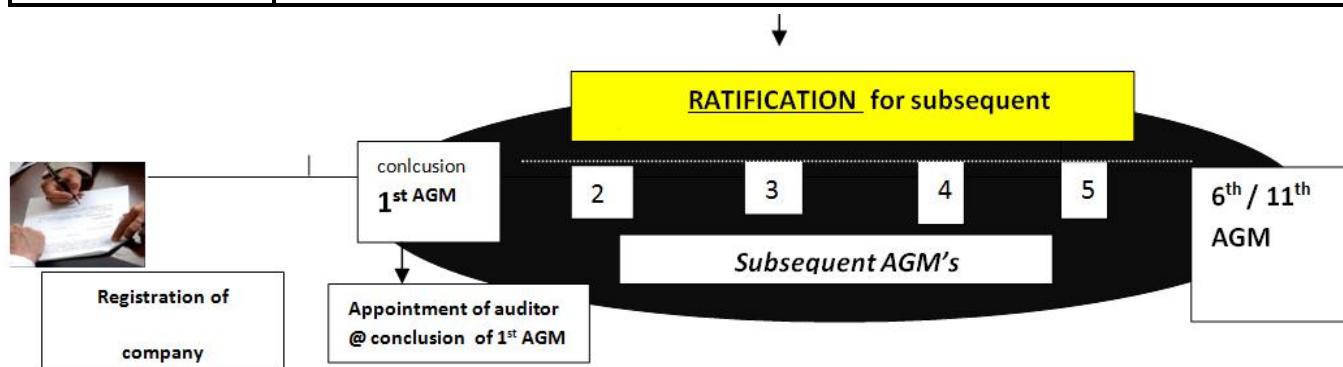 RATIFICATION for subsequent
conlcusion
1st AGM
2
3
4
5
6th / 11th
AGM
Subsequent AGM's
Registration of
company
Appointment of auditor
@ conclusion of 1st AGM